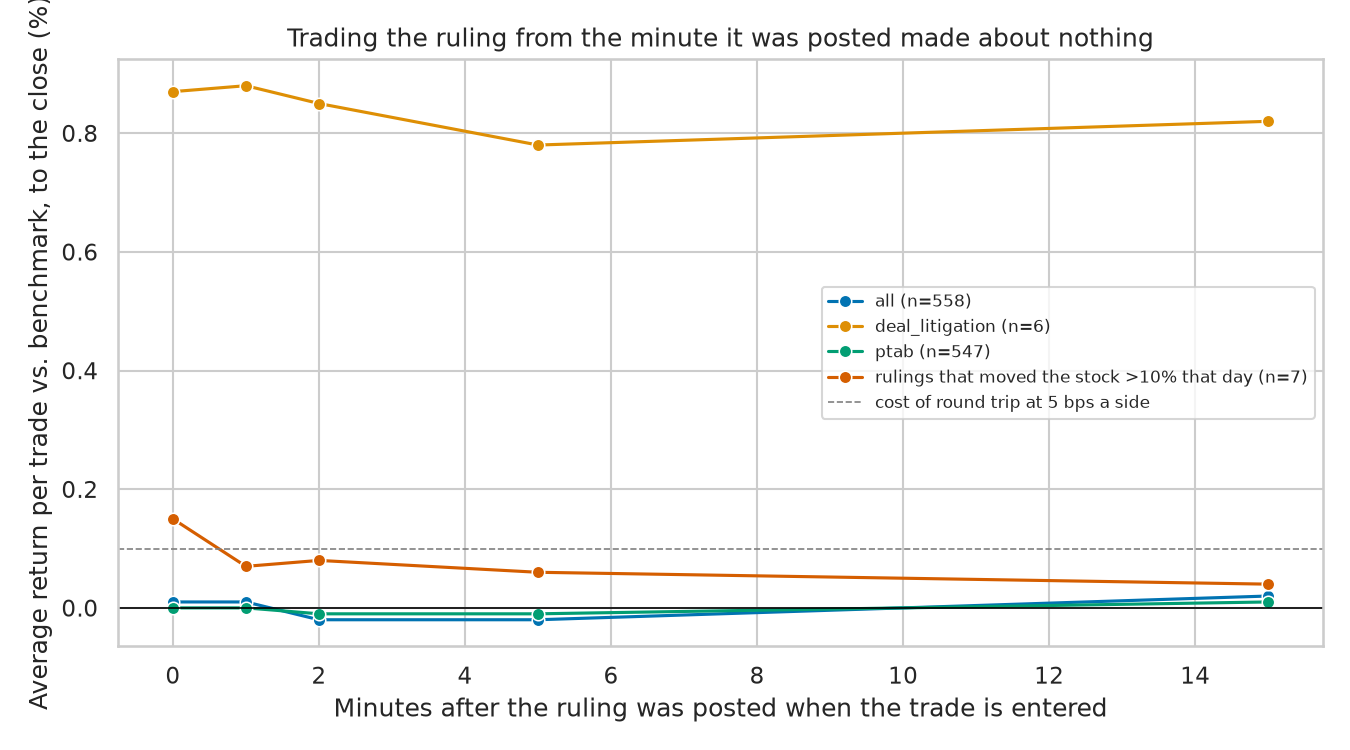 Trading the ruling from the minute it was posted made about nothing
Average return per trade vs. benchmark, to the close (%)
0.8
0.6
0.4
0.2
0.0
all (n=558)
deal_litigation (n=6)
ptab (n=547)
rulings that moved the stock >10% that day (n=7)
cost of round trip at 5 bps a side
0 2 4 6 8 10 12 14
Minutes after the ruling was posted when the trade is entered